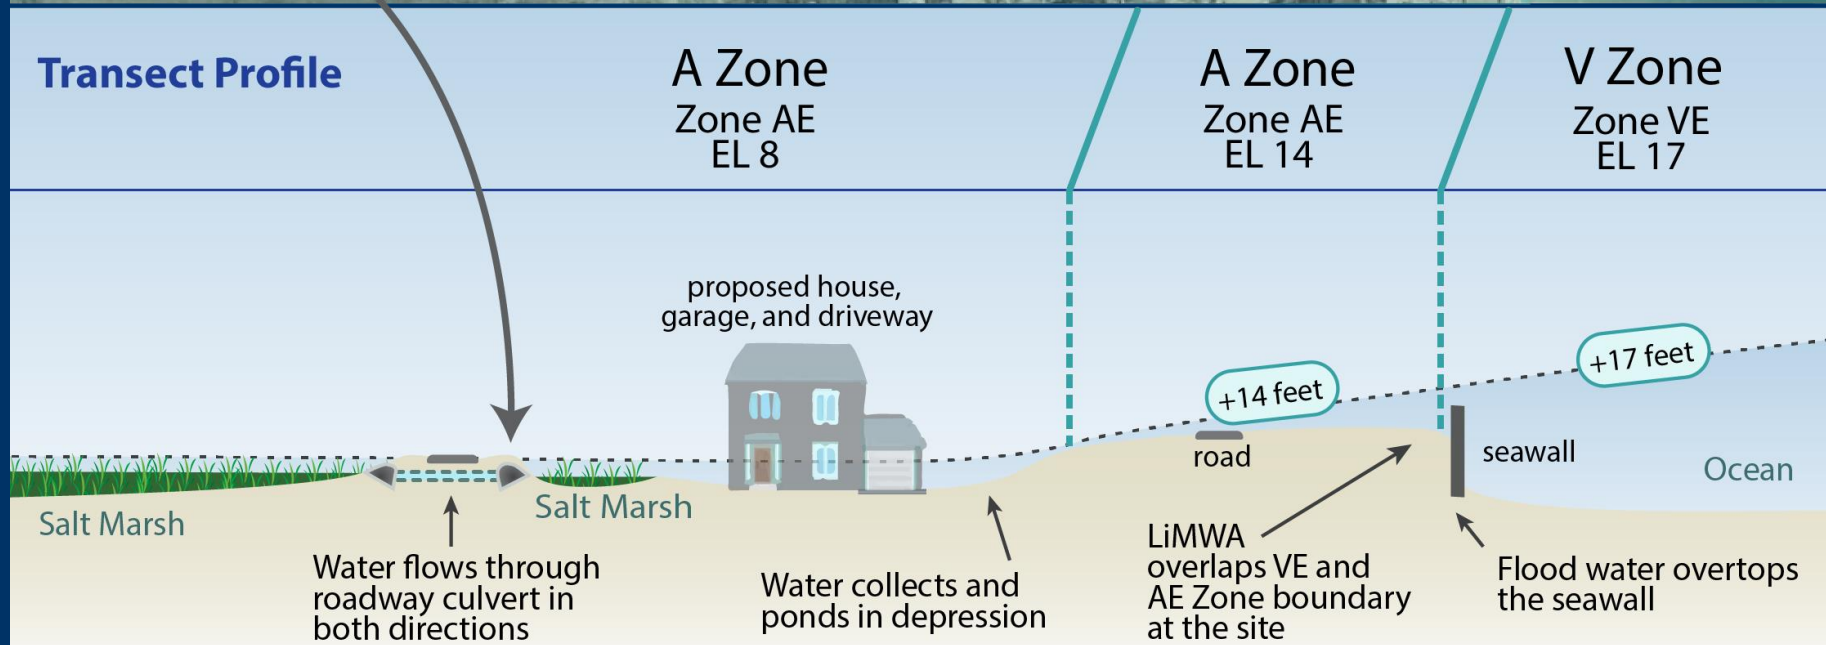 Transect Profile
A Zone
Zone AE
EL 8
A Zone
Zone AE
EL 14
V Zone
Zone VE
EL 17
proposed house,
garage, and driveway
+14 feet
+17 feet
road
seawall
Ocean
Salt Marsh
Salt Marsh
Water flows through
roadway culvert in
both directions
Water collects and
ponds in depression
LiMWA
overlaps VE and
AE Zone boundary
at the site
Flood water overtops
the seawall